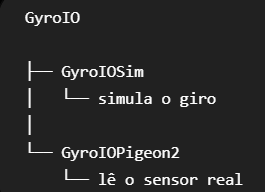 GyroIO
├── GyroIOSim
│   └── simula o giro
│
└── GyroIOPigeon2
    └── lê o sensor real